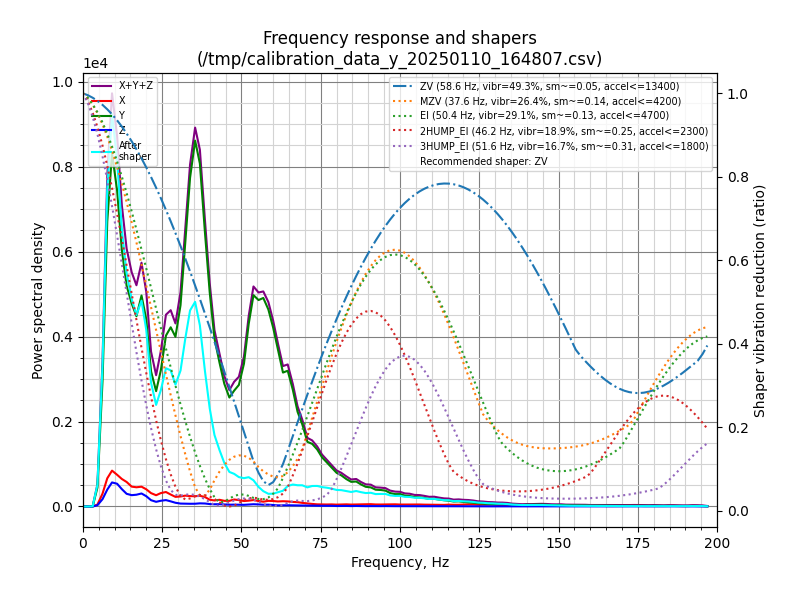 Frequency response and shapers
(/tmp/calibration_data_y_20250110_164807.csv)
1e4
X+Y+Z
X
Y
Z
After
shaper
ZV (58.6 Hz, vibr=49.3%, sm~=0.05, accel<=13400)
MZV (37.6 Hz, vibr=26.4%, sm~=0.14, accel<=4200)
EI (50.4 Hz, vibr=29.1%, sm~=0.13, accel<=4700)
2HUMP_EI (46.2 Hz, vibr=18.9%, sm~=0.25, accel<=2300)
3HUMP_EI (51.6 Hz, vibr=16.7%, sm~=0.31, accel<=1800)
Recommended shaper: ZV
Power spectral density
1.0
0.8
0.6
0.4
0.2
0.0
1.0
0.8
0.6
0.4
0.2
0.0
Shaper vibration reduction (ratio)
0 25 50 75 100 125 150 175 200
Frequency, Hz